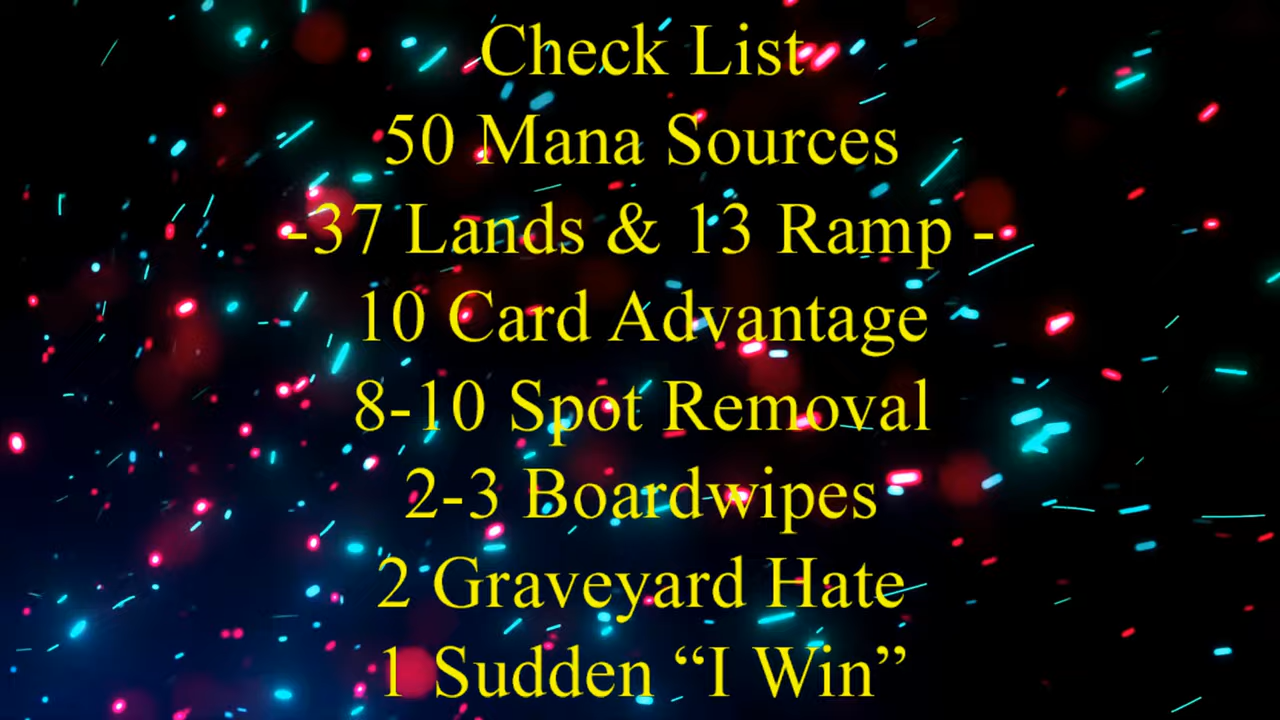 Check List
50 Mana Sources
-37 Lands & 13 Ramp -
10 Card Advantage
8-10 Spot Removal
2-3 Boardwipes
2 Graveyard Hate
1 Sudden “I Win”